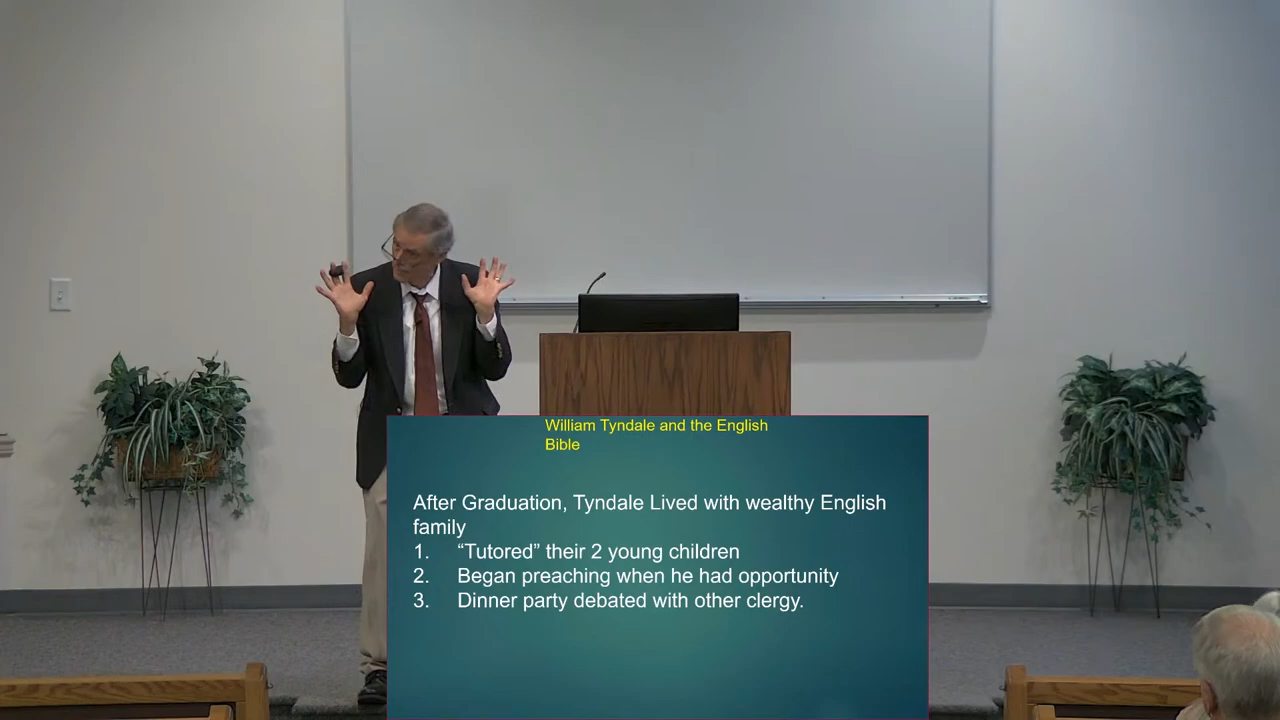 William Tyndale and the English
Bible
After Graduation, Tyndale Lived with wealthy English
family
1. “Tutored” their 2 young children
2. Began preaching when he had opportunity
3. Dinner party debated with other clergy.